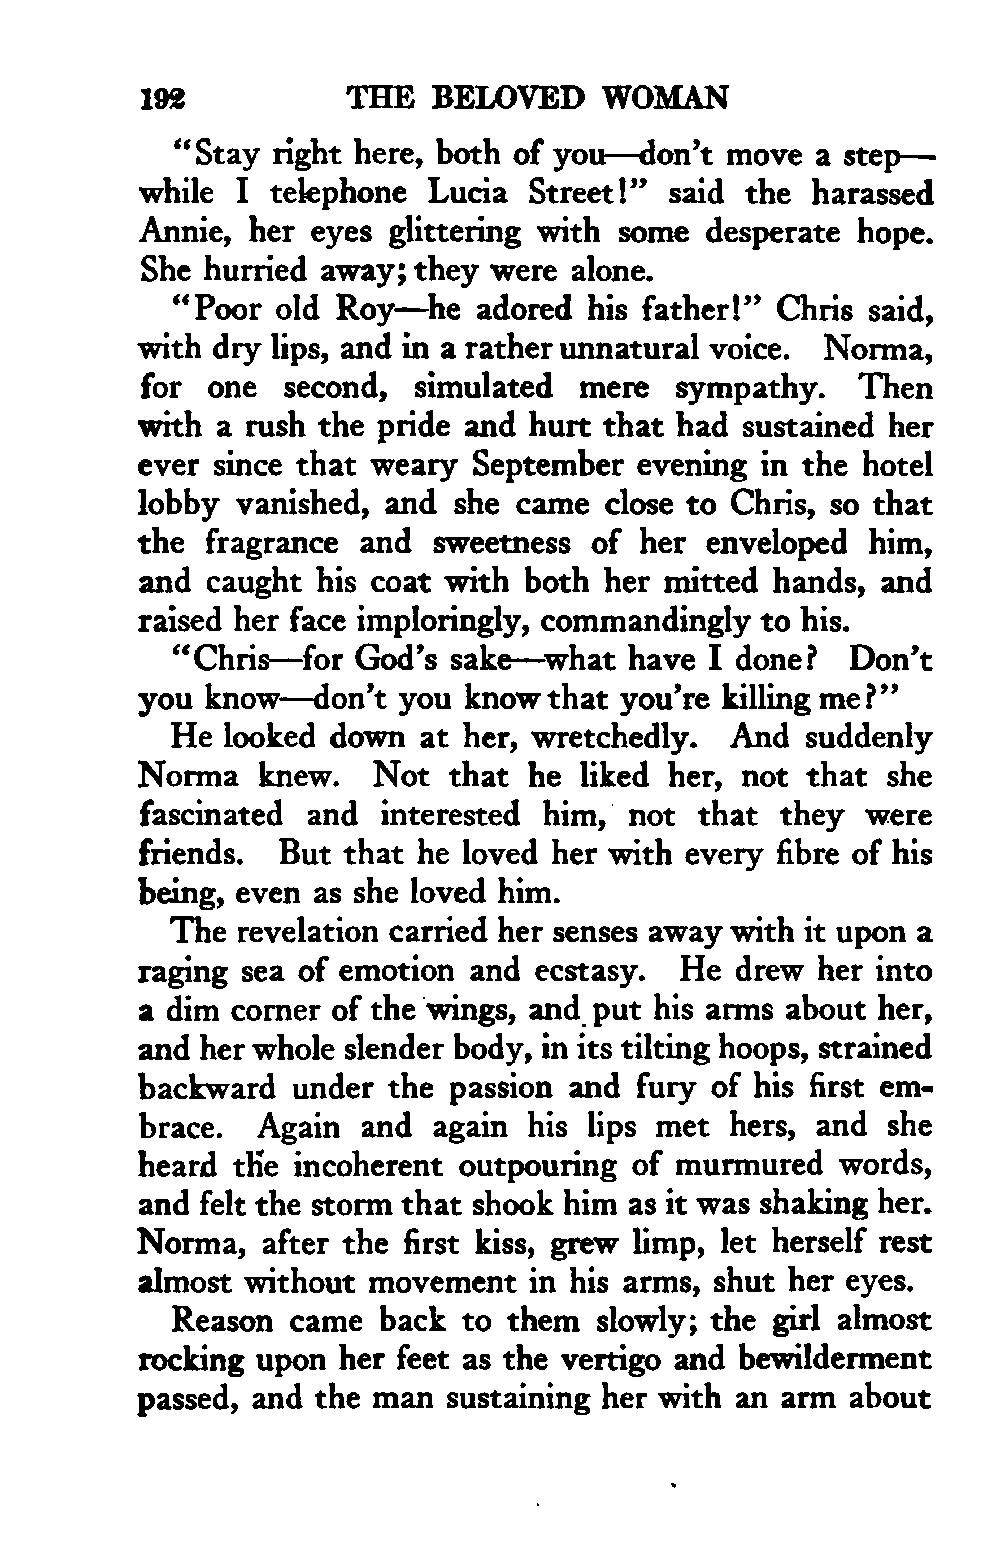 192 THE BELOVED WOMAN
“Stay right here, both of you—don’t move a step—
while I telephone Lucia Street!” said the harassed
Annie, her eyes glittering with some desperate hope.
She hurried away; they were alone.
“Poor old Roy—he adored his father!” Chris said,
with dry lips, and in a rather unnatural voice. Norma,
for one second, simulated mere sympathy. Then
with a rush the pride and hurt that had sustained her
ever since that weary September evening in the hotel
lobby vanished, and she came close to Chris, so that
the fragrance and sweetness of her enveloped him,
and caught his coat with both her mitted hands, and
raised her face imploringly, commandingly to his.
“Chris—for God’s sake—what have I done? Don’t
you know—don’t you know that you’re killing me?”
He looked down at her, wretchedly. And suddenly
Norma knew. Not that he liked her, not that she
fascinated and interested him, not that they were
friends. But that he loved her with every fibre of his
being, even as she loved him.
The revelation carried her senses away with it upon a
raging sea of emotion and ecstasy. He drew her into
a dim corner of the wings, and put his arms about her,
and her whole slender body, in its tilting hoops, strained
backward under the passion and fury of his first em-
brace. Again and again his lips met hers, and she
heard the incoherent outpouring of murmured words,
and felt the storm that shook him as it was shaking her.
Norma, after the first kiss, grew limp, let herself rest
almost without movement in his arms, shut her eyes.
Reason came back to them slowly; the girl almost
rocking upon her feet as the vertigo and bewilderment
passed, and the man sustaining her with an arm about